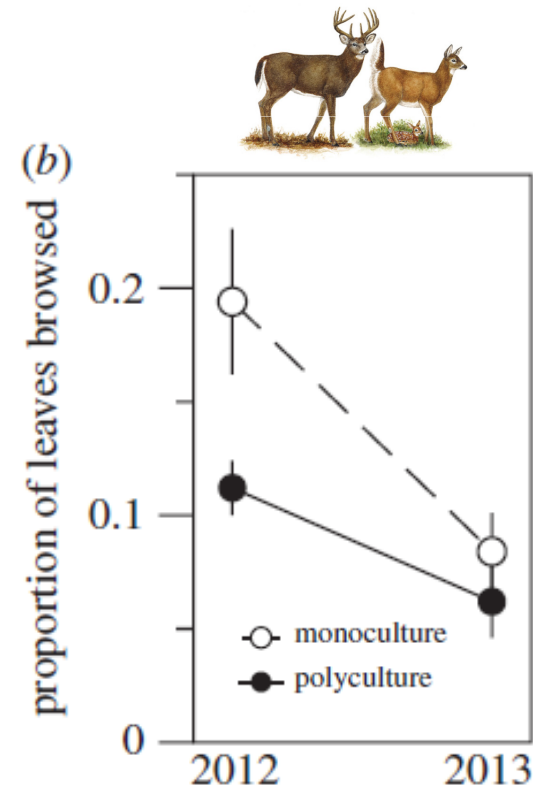 (b)
proportion of leaves browsed
0.2
0.1
0
monoculture
polyculture
2012 2013